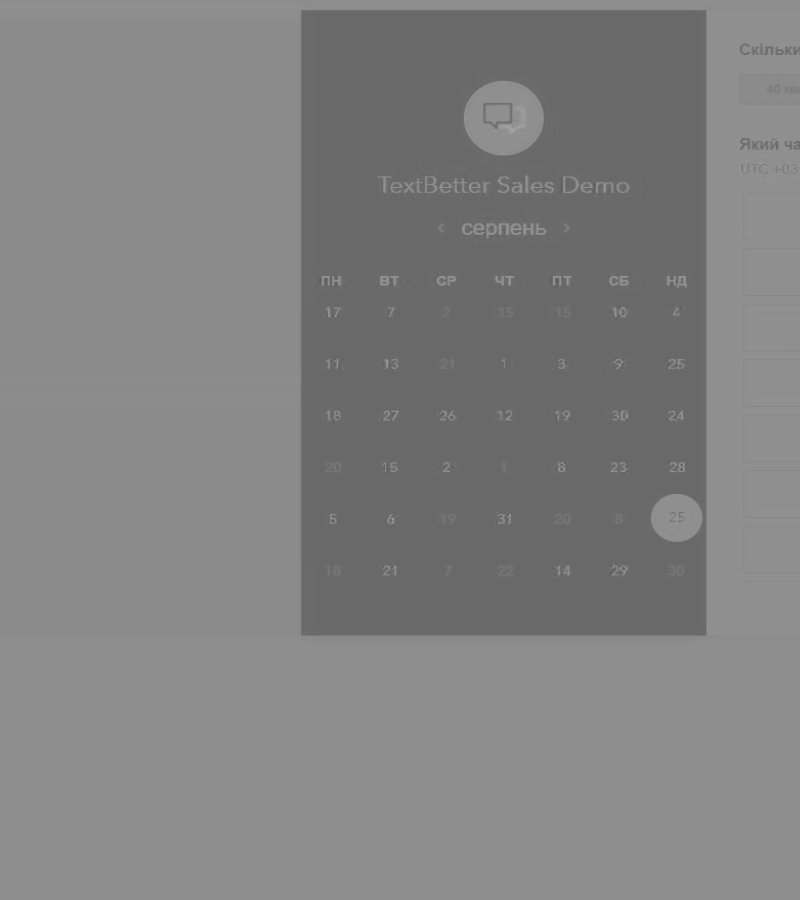 Скільки
40 хви
TextBetter Sales Demo
Який ча
UTC +03
‹ серпень ›
ПН ВТ СР ЧТ ПТ СБ НД
17 7 2 15 15 10 4
11 13 21 1 3 9 25
18 27 26 12 19 30 24
20 15 2 1 8 23 28
5 6 19 31 20 8 25
18 21 7 22 14 29 30